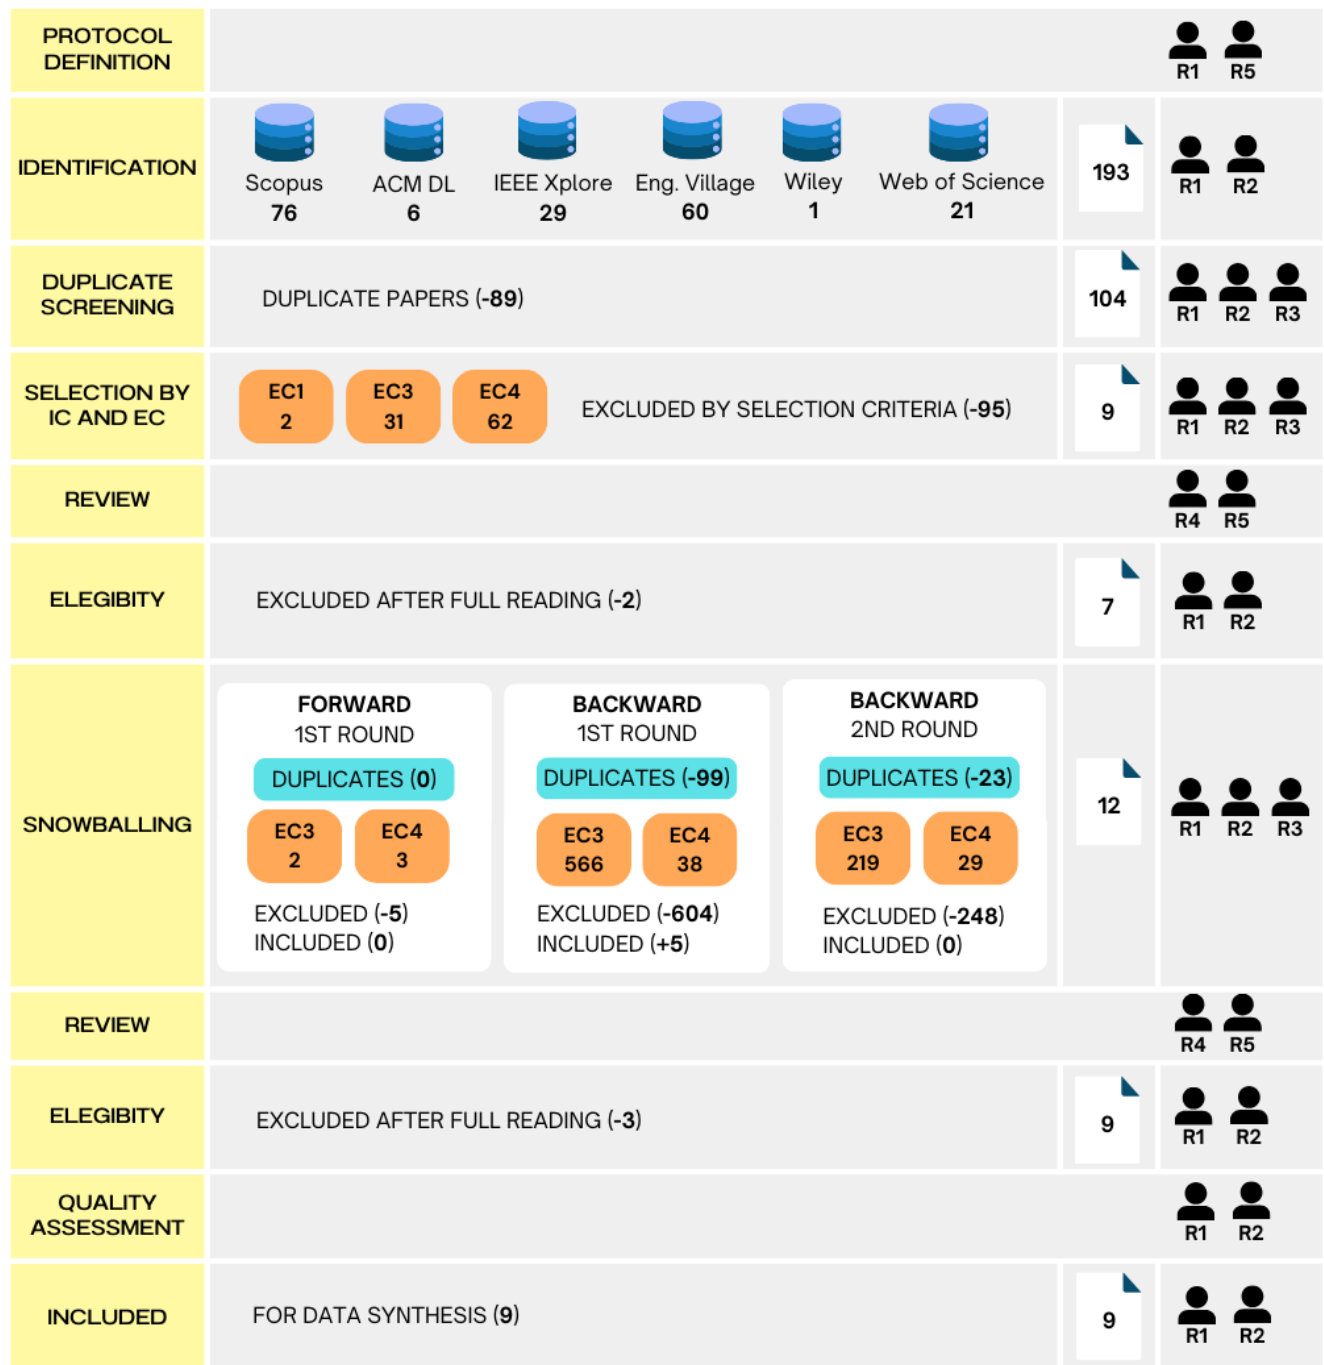 PROTOCOL
DEFINITION
R1 R5
IDENTIFICATION
Scopus
76
ACM DL
6
IEEE Xplore
29
Eng. Village
60
Wiley
1
Web of Science
21
193
R1 R2
DUPLICATE
SCREENING
DUPLICATE PAPERS (-89)
104
R1 R2 R3
SELECTION BY
IC AND EC
EC1
2
EC3
31
EC4
62
EXCLUDED BY SELECTION CRITERIA (-95)
9
R1 R2 R3
REVIEW
R4 R5
ELEGIBITY
EXCLUDED AFTER FULL READING (-2)
7
R1 R2
SNOWBALLING
FORWARD
1ST ROUND
DUPLICATES (0)
EC3
2
EC4
3
EXCLUDED (-5)
INCLUDED (0)
BACKWARD
1ST ROUND
DUPLICATES (-99)
EC3
566
EC4
38
EXCLUDED (-604)
INCLUDED (+5)
BACKWARD
2ND ROUND
DUPLICATES (-23)
EC3
219
EC4
29
EXCLUDED (-248)
INCLUDED (0)
12
R1 R2 R3
REVIEW
R4 R5
ELEGIBITY
EXCLUDED AFTER FULL READING (-3)
9
R1 R2
QUALITY
ASSESSMENT
R1 R2
INCLUDED
FOR DATA SYNTHESIS (9)
9
R1 R2